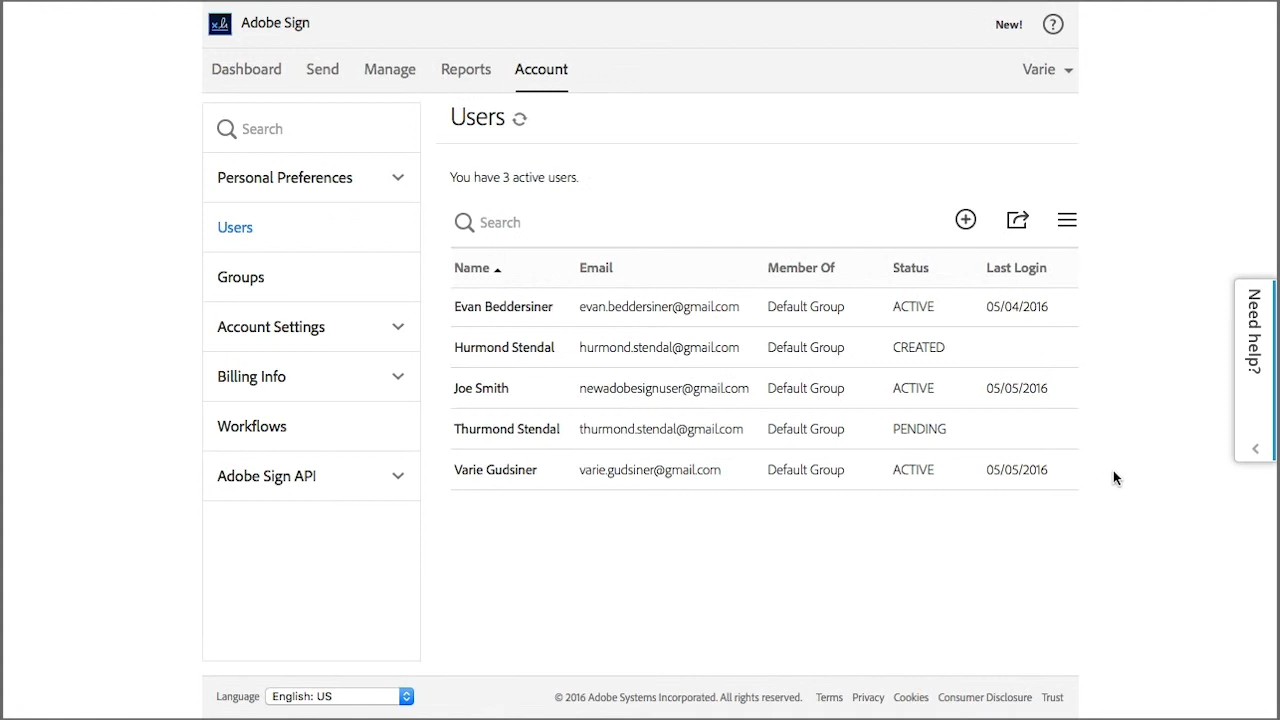 Adobe Sign
New!
?
Dashboard Send Manage Reports Account Varie
Search
Personal Preferences
Users
Groups
Account Settings
Billing Info
Workflows
Adobe Sign API
Users
You have 3 active users.
Search
Name Email Member Of Status Last Login
Evan Beddersiner evan.beddersiner@gmail.com Default Group ACTIVE 05/04/2016
Hurmond Stendal hurmond.stendal@gmail.com Default Group CREATED
Joe Smith newadobesignuser@gmail.com Default Group ACTIVE 05/05/2016
Thurmond Stendal thurmond.stendal@gmail.com Default Group PENDING
Varie Gudsiner varie.gudsiner@gmail.com Default Group ACTIVE 05/05/2016
Need help?
Language English: US
© 2016 Adobe Systems Incorporated. All rights reserved. Terms Privacy Cookies Consumer Disclosure Trust